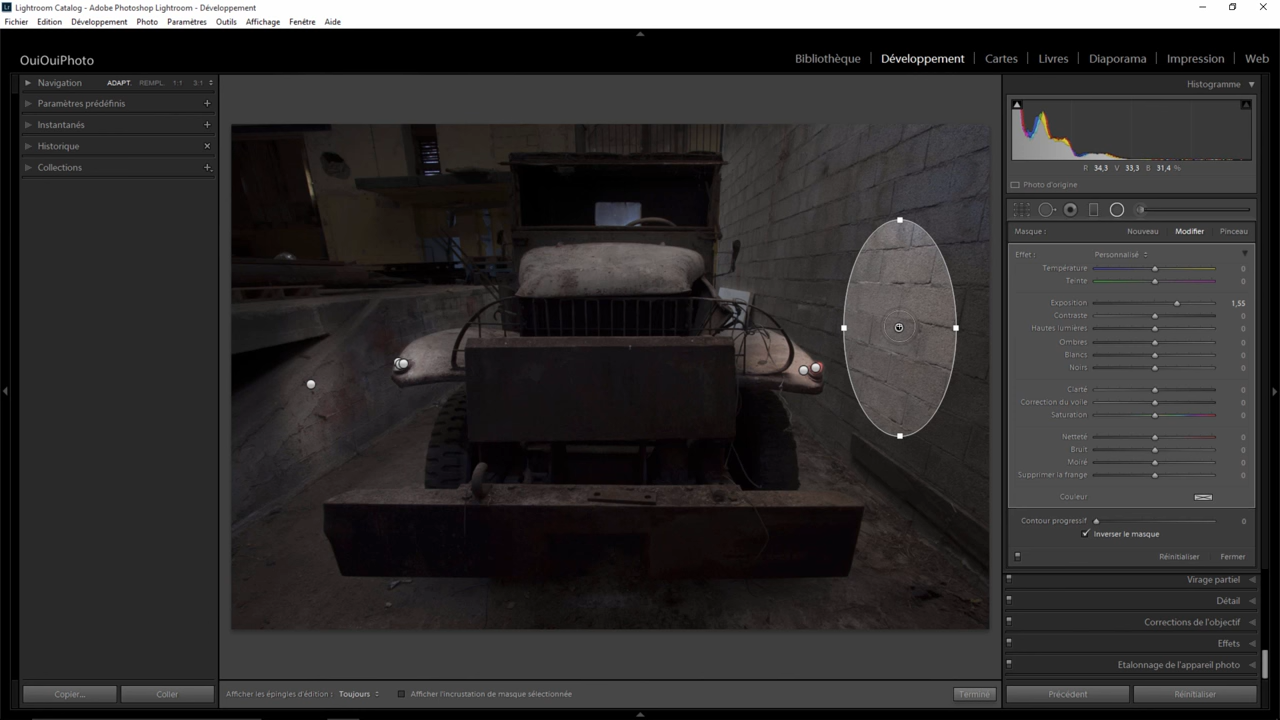 Lightroom Catalog - Adobe Photoshop Lightroom - Développement
Fichier Edition Développement Photo Paramètres Outils Affichage Fenêtre Aide
OuiOuiPhoto
Bibliothèque | Développement | Cartes | Livres | Diaporama | Impression | Web
Navigation ADAPT. REMPL. 1:1 3:1
Paramètres prédéfinis
Instantanés
Historique
Collections
Histogramme
R 34,3 V 33,3 B 31,4 %
Photo d'origine
Masque : Nouveau Modifier Pinceau
Effet : Personnalisé
Température 0
Teinte 0
Exposition 1,55
Contraste 0
Hautes lumières 0
Ombres 0
Blancs 0
Noirs 0
Clarté 0
Correction du voile 0
Saturation 0
Netteté 0
Bruit 0
Moiré 0
Supprimer la frange 0
Couleur
Contour progressif 0
Inverser le masque
Réinitialiser Fermer
Virage partiel
Détail
Corrections de l'objectif
Effets
Etalonnage de l'appareil photo
Copier... Coller
Afficher les épingles d'édition : Toujours Afficher l'incrustation de masque sélectionnée Terminé
Précédent Réinitialiser